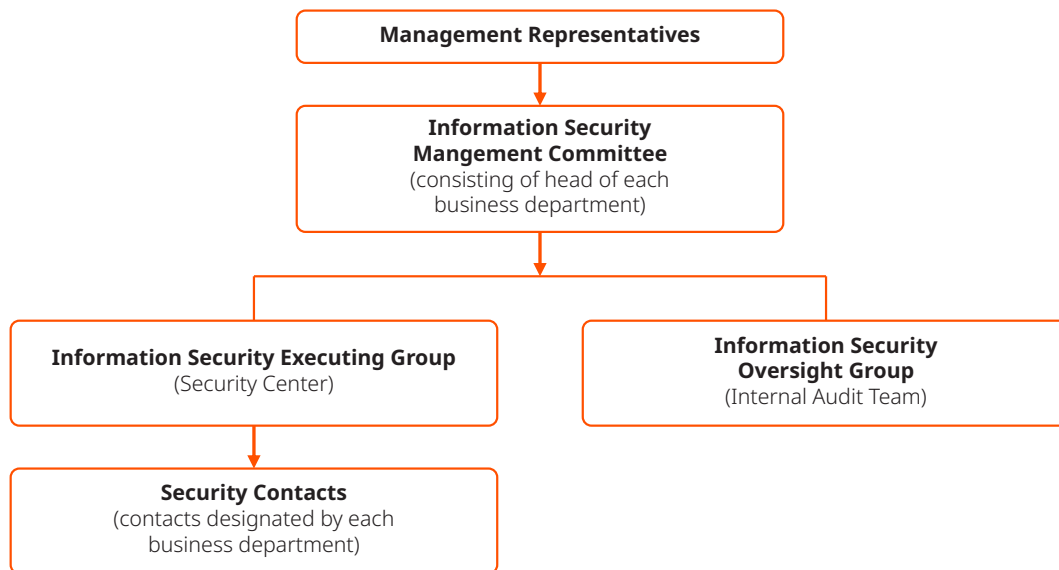 Management Representatives
Information Security
Mangement Committee
(consisting of head of each
business department)
Information Security Executing Group
(Security Center)
Information Security
Oversight Group
(Internal Audit Team)
Security Contacts
(contacts designated by each
business department)